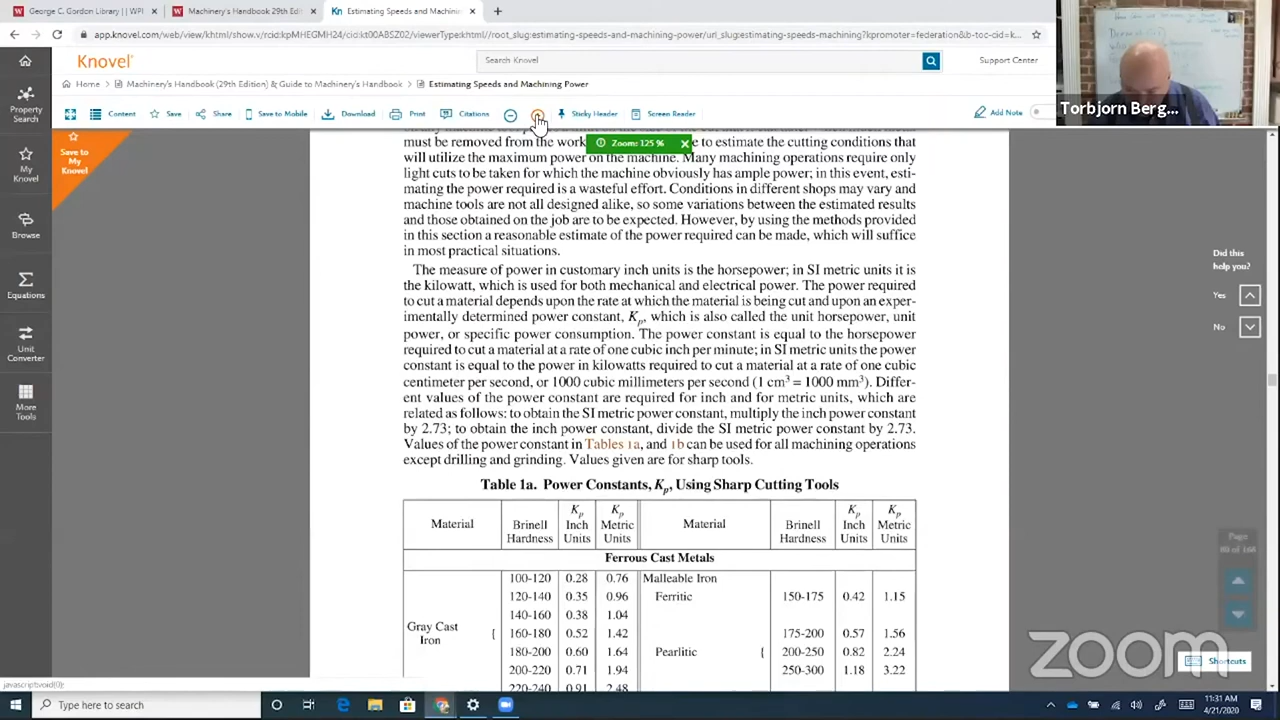 George C. Gordon Library | WPI
Machinery's Handbook 29th Editi
Kn Estimating Speeds and Machinin
app.knovel.com/web/view/khtml/show.v/rcid:kpMHEGMH24/cid:kt00AXSZ02/viewerType:khtml//root_slug:estimating-speeds-and-machining-power/url_slug:estimating-speeds-machining?kpromoter=federation&b-toc-cid=k...
Knovel
Search Knovel
Support Center
Home
Machinery's Handbook (29th Edition) & Guide to Machinery's Handbook
Estimating Speeds and Machining Power
Content
Save
Share
Save to Mobile
Download
Print
Citations
Sticky Header
Screen Reader
Add Note
Torbjorn Berg...
Zoom: 125 %
Property Search
My Knovel
Browse
Equations
Unit Converter
More Tools
Save to My Knovel
must be removed from the work
e to estimate the cutting conditions that
will utilize the maximum power on the machine. Many machining operations require only
light cuts to be taken for which the machine obviously has ample power; in this event, esti-
mating the power required is a wasteful effort. Conditions in different shops may vary and
machine tools are not all designed alike, so some variations between the estimated results
and those obtained on the job are to be expected. However, by using the methods provided
in this section a reasonable estimate of the power required can be made, which will suffice
in most practical situations.
The measure of power in customary inch units is the horsepower; in SI metric units it is
the kilowatt, which is used for both mechanical and electrical power. The power required
to cut a material depends upon the rate at which the material is being cut and upon an exper-
imentally determined power constant, Kp, which is also called the unit horsepower, unit
power, or specific power consumption. The power constant is equal to the horsepower
required to cut a material at a rate of one cubic inch per minute; in SI metric units the power
constant is equal to the power in kilowatts required to cut a material at a rate of one cubic
centimeter per second, or 1000 cubic millimeters per second (1 cm³ = 1000 mm³). Differ-
ent values of the power constant are required for inch and for metric units, which are
related as follows: to obtain the SI metric power constant, multiply the inch power constant
by 2.73; to obtain the inch power constant, divide the SI metric power constant by 2.73.
Values of the power constant in Tables 1a, and 1b can be used for all machining operations
except drilling and grinding. Values given are for sharp tools.
Table 1a. Power Constants, Kp, Using Sharp Cutting Tools
Material Brinell Hardness Kp Inch Units Kp Metric Units Material Brinell Hardness Kp Inch Units Kp Metric Units
Ferrous Cast Metals
Gray Cast Iron
100-120 0.28 0.76 Malleable Iron
120-140 0.35 0.96 Ferritic 150-175 0.42 1.15
140-160 0.38 1.04
160-180 0.52 1.42 175-200 0.57 1.56
180-200 0.60 1.64 Pearlitic 200-250 0.82 2.24
200-220 0.71 1.94 250-300 1.18 3.22
220-240 0.91 2.48
Did this help you?
Yes
No
Page
zoom
Shortcuts
javascript:void(0);
Type here to search
11:31 AM
4/21/2020